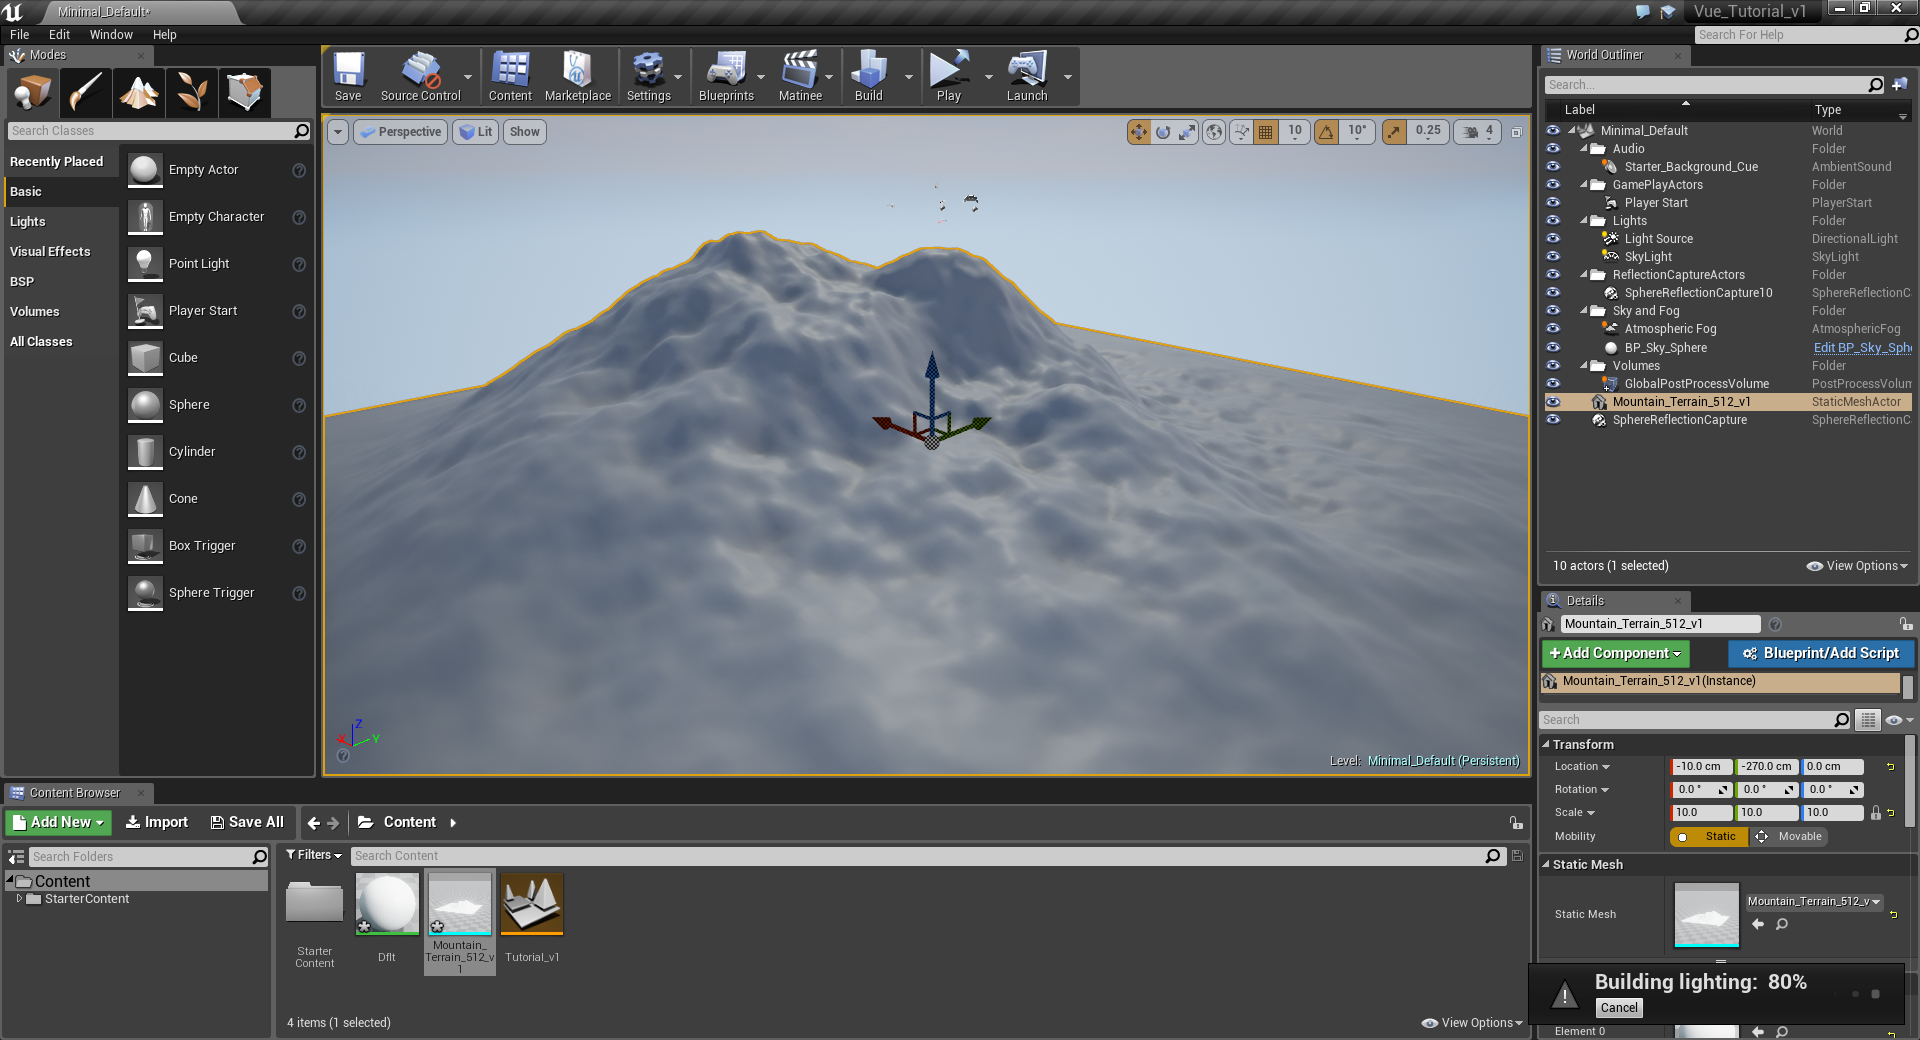 Minimal_Default*
Vue_Tutorial_v1
File Edit Window Help
Search For Help
Modes
Search Classes
Recently Placed
Basic
Lights
Visual Effects
BSP
Volumes
All Classes
Empty Actor
Empty Character
Point Light
Player Start
Cube
Sphere
Cylinder
Cone
Box Trigger
Sphere Trigger
Save
Source Control
Content
Marketplace
Settings
Blueprints
Matinee
Build
Play
Launch
Perspective
Lit
Show
10
10°
0.25
4
X
Y
Z
Level: Minimal_Default (Persistent)
World Outliner
Search...
Label Type
Minimal_Default World
Audio Folder
Starter_Background_Cue AmbientSound
GamePlayActors Folder
Player Start PlayerStart
Lights Folder
Light Source DirectionalLight
SkyLight SkyLight
ReflectionCaptureActors Folder
SphereReflectionCapture10 SphereReflectionC
Sky and Fog Folder
Atmospheric Fog AtmosphericFog
BP_Sky_Sphere Edit BP_Sky_Sph
Volumes Folder
GlobalPostProcessVolume PostProcessVolum
Mountain_Terrain_512_v1 StaticMeshActor
SphereReflectionCapture SphereReflectionC
10 actors (1 selected)
View Options
Details
Mountain_Terrain_512_v1
+Add Component
Blueprint/Add Script
Mountain_Terrain_512_v1(Instance)
Search
Transform
Location -10.0 cm -270.0 cm 0.0 cm
Rotation 0.0 ° 0.0 ° 0.0 °
Scale 10.0 10.0 10.0
Mobility Static Movable
Static Mesh
Static Mesh Mountain_Terrain_512_v
Building lighting: 80%
Cancel
Element 0
Content Browser
Add New
Import
Save All
Content
Search Folders
Filters
Search Content
Content
StarterContent
Starter
Content
Dflt
Mountain_
Terrain_512_v
1
Tutorial_v1
4 items (1 selected)
View Options